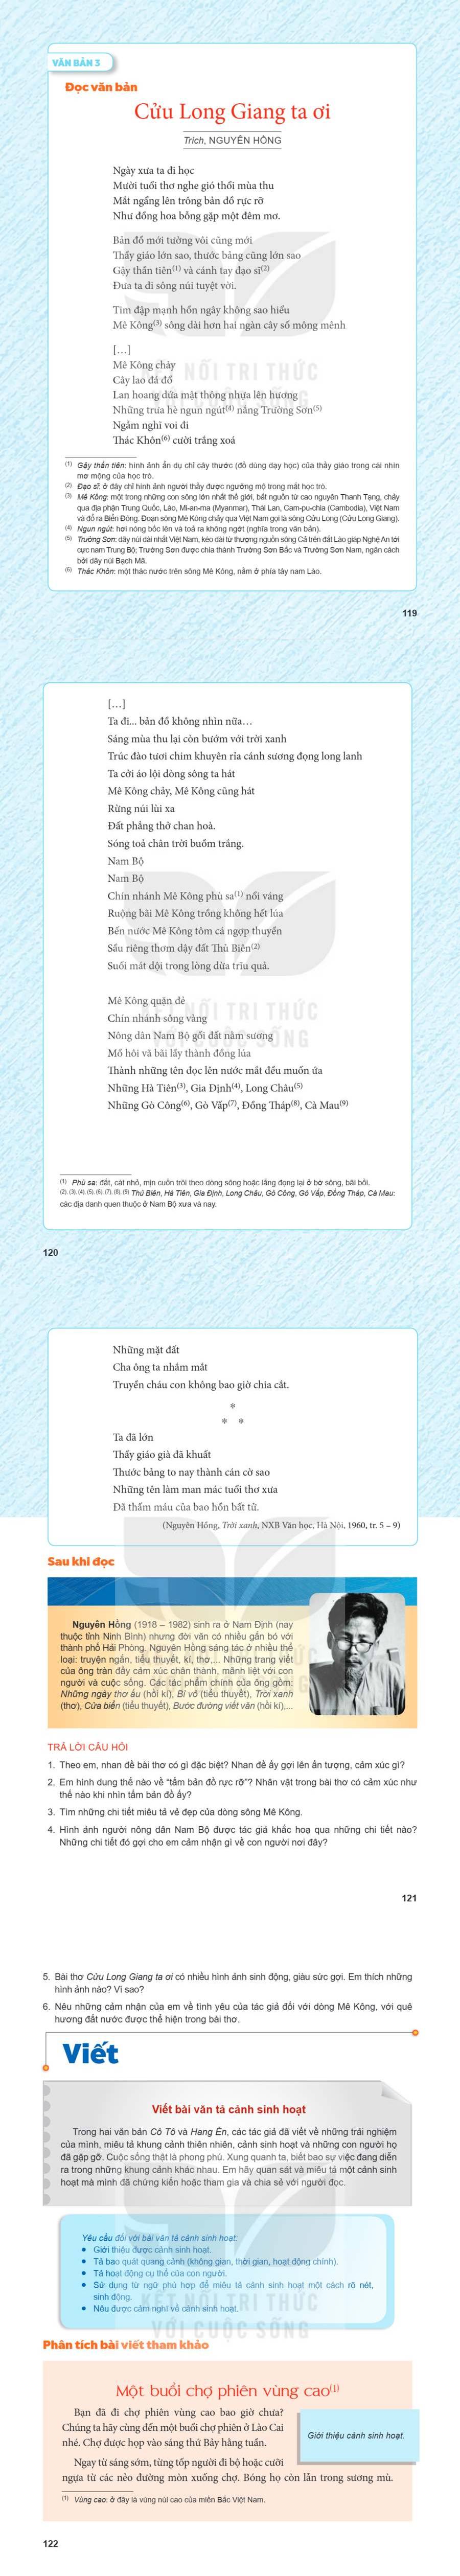 VĂN BẢN 3
Đọc văn bản
Cửu Long Giang ta ơi
Trích, NGUYÊN HỒNG
Ngày xưa ta đi học
Mười tuổi thơ nghe gió thổi mùa thu
Mắt ngẩng lên trông bản đồ rực rỡ
Như đồng hoa bỗng gặp một đêm mơ.
Bản đồ mới tường vôi cũng mới
Thầy giáo lớn sao, thước bảng cũng lớn sao
Gậy thần tiên(1) và cánh tay đạo sĩ(2)
Đưa ta đi sông núi tuyệt vời.
Tim đập mạnh hồn ngây không sao hiểu
Mê Kông(3) sông dài hơn hai ngàn cây số mông mênh
[…]
Mê Kông chảy
Cây lao đá đổ
Lan hoang dứa mật thông nhựa lên hương
Những trưa hè ngun ngút(4) nắng Trường Sơn(5)
Ngẫm nghĩ voi đi
Thác Khôn(6) cười trắng xoá
(1) Gậy thần tiên: hình ảnh ẩn dụ chỉ cây thước (đồ dùng dạy học) của thầy giáo trong cái nhìn
mơ mộng của học trò.
(2) Đạo sĩ: ở đây chỉ hình ảnh người thầy được ngưỡng mộ trong mắt học trò.
(3) Mê Kông: một trong những con sông lớn nhất thế giới, bắt nguồn từ cao nguyên Thanh Tạng, chảy
qua địa phận Trung Quốc, Lào, Mi-an-ma (Myanmar), Thái Lan, Cam-pu-chia (Cambodia), Việt Nam
và đổ ra Biển Đông. Đoạn sông Mê Kông chảy qua Việt Nam gọi là sông Cửu Long (Cửu Long Giang).
(4) Ngun ngút: hơi nóng bốc lên và toả ra không ngớt (nghĩa trong văn bản).
(5) Trường Sơn: dãy núi dài nhất Việt Nam, kéo dài từ thượng nguồn sông Cả trên đất Lào giáp Nghệ An tới
cực nam Trung Bộ; Trường Sơn được chia thành Trường Sơn Bắc và Trường Sơn Nam, ngăn cách
bởi dãy núi Bạch Mã.
(6) Thác Khôn: một thác nước trên sông Mê Kông, nằm ở phía tây nam Lào.
KẾT NỐI TRI THỨC
119
[…]
Ta đi... bản đồ không nhìn nữa…
Sáng mùa thu lại còn bướm với trời xanh
Trúc đào tươi chim khuyên rỉa cánh sương đọng long lanh
Ta cởi áo lội dòng sông ta hát
Mê Kông chảy, Mê Kông cũng hát
Rừng núi lùi xa
Đất phẳng thở chan hoà.
Sóng toả chân trời buồm trắng.
Nam Bộ
Nam Bộ
Chín nhánh Mê Kông phù sa(1) nổi váng
Ruộng bãi Mê Kông trồng không hết lúa
Bến nước Mê Kông tôm cá ngợp thuyền
Sầu riêng thơm dậy đất Thủ Biên(2)
Suối mát dội trong lòng dừa trĩu quả.
Mê Kông quặn đẻ
Chín nhánh sông vàng
Nông dân Nam Bộ gối đất nằm sương
Mồ hôi vã bãi lầy thành đồng lúa
Thành những tên đọc lên nước mắt đều muốn ứa
Những Hà Tiên(3), Gia Định(4), Long Châu(5)
Những Gò Công(6), Gò Vấp(7), Đồng Tháp(8), Cà Mau(9)
(1) Phù sa: đất, cát nhỏ, mịn cuốn trôi theo dòng sông hoặc lắng đọng lại ở bờ sông, bãi bồi.
(2), (3), (4), (5), (6), (7), (8), (9) Thủ Biên, Hà Tiên, Gia Định, Long Châu, Gò Công, Gò Vấp, Đồng Tháp, Cà Mau:
các địa danh quen thuộc ở Nam Bộ xưa và nay.
KẾT NỐI TRI THỨC
VỚI CUỘC SỐNG
120
Những mặt đất
Cha ông ta nhắm mắt
Truyền cháu con không bao giờ chia cắt.
*
* *
Ta đã lớn
Thầy giáo già đã khuất
Thước bảng to nay thành cán cờ sao
Những tên làm man mác tuổi thơ xưa
Đã thấm máu của bao hồn bất tử.
(Nguyên Hồng, Trời xanh, NXB Văn học, Hà Nội, 1960, tr. 5 – 9)
Sau khi đọc
Nguyên Hồng (1918 – 1982) sinh ra ở Nam Định (nay
thuộc tỉnh Ninh Bình) nhưng đời văn có nhiều gắn bó với
thành phố Hải Phòng. Nguyên Hồng sáng tác ở nhiều thể
loại: truyện ngắn, tiểu thuyết, kí, thơ,... Những trang viết
của ông tràn đầy cảm xúc chân thành, mãnh liệt với con
người và cuộc sống. Các tác phẩm chính của ông gồm:
Những ngày thơ ấu (hồi kí), Bỉ vỏ (tiểu thuyết), Trời xanh
(thơ), Cửa biển (tiểu thuyết), Bước đường viết văn (hồi kí),...
TRẢ LỜI CÂU HỎI
1. Theo em, nhan đề bài thơ có gì đặc biệt? Nhan đề ấy gợi lên ấn tượng, cảm xúc gì?
2. Em hình dung thế nào về “tấm bản đồ rực rỡ”? Nhân vật trong bài thơ có cảm xúc như
thế nào khi nhìn tấm bản đồ ấy?
3. Tìm những chi tiết miêu tả vẻ đẹp của dòng sông Mê Kông.
4. Hình ảnh người nông dân Nam Bộ được tác giả khắc hoạ qua những chi tiết nào?
Những chi tiết đó gợi cho em cảm nhận gì về con người nơi đây?
121
5. Bài thơ Cửu Long Giang ta ơi có nhiều hình ảnh sinh động, giàu sức gợi. Em thích những
hình ảnh nào? Vì sao?
6. Nêu những cảm nhận của em về tình yêu của tác giả đối với dòng Mê Kông, với quê
hương đất nước được thể hiện trong bài thơ.
Viết
Viết bài văn tả cảnh sinh hoạt
Trong hai văn bản Cô Tô và Hang Én, các tác giả đã viết về những trải nghiệm
của mình, miêu tả khung cảnh thiên nhiên, cảnh sinh hoạt và những con người họ
đã gặp gỡ. Cuộc sống thật là phong phú. Xung quanh ta, biết bao sự việc đang diễn
ra trong những khung cảnh khác nhau. Em hãy quan sát và miêu tả một cảnh sinh
hoạt mà mình đã chứng kiến hoặc tham gia và chia sẻ với người đọc.
Yêu cầu đối với bài văn tả cảnh sinh hoạt:
• Giới thiệu được cảnh sinh hoạt.
• Tả bao quát quang cảnh (không gian, thời gian, hoạt động chính).
• Tả hoạt động cụ thể của con người.
• Sử dụng từ ngữ phù hợp để miêu tả cảnh sinh hoạt một cách rõ nét,
sinh động.
• Nêu được cảm nghĩ về cảnh sinh hoạt.
KẾT NỐI TRI THỨC
VỚI CUỘC SỐNG
Phân tích bài viết tham khảo
Một buổi chợ phiên vùng cao(1)
Bạn đã đi chợ phiên vùng cao bao giờ chưa?
Chúng ta hãy cùng đến một buổi chợ phiên ở Lào Cai
nhé. Chợ được họp vào sáng thứ Bảy hằng tuần.
Giới thiệu cảnh sinh hoạt.
Ngay từ sáng sớm, từng tốp người đi bộ hoặc cưỡi
ngựa từ các nẻo đường mòn xuống chợ. Bóng họ còn lẫn trong sương mù.
(1) Vùng cao: ở đây là vùng núi cao của miền Bắc Việt Nam.
122